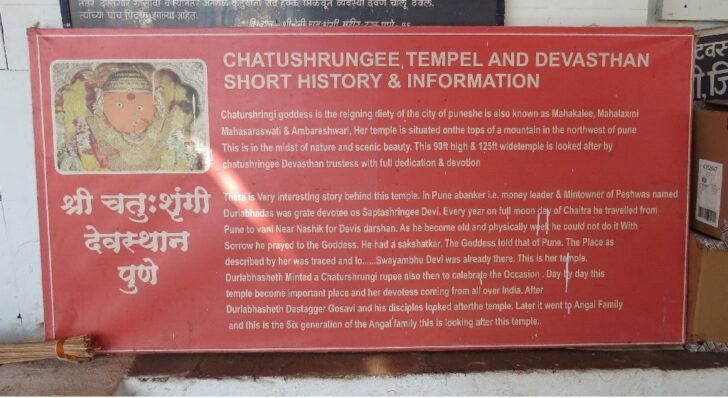 त्यांच्या पाच पिढ्या
आहेत.
CHATUSHRUNGEE, TEMPEL AND DEVASTHAN
SHORT HISTORY & INFORMATION
Chaturshringi goddess is the reigning diety of the city of puneshe is also known as Mahakalee, Mahalaxmi
Mahasaraswati & Ambareshwari, Her temple is situated onthe tops of a mountain in the northwest of pune
This is in the midst of nature and scenic beauty. This 90ft high & 125ft widetemple is looked after by
chatushringee Devasthan trustess with full dedication & devotion
There is Very interesting story behind this temple. In Pune abanker i.e. money leader & Mintowner of Peshwas named
Durlabhadas was grate devotee os Saptashringee Devi. Every year on full moon day of Chaitra he travelled from
Pune to vani Near Nashik for Devis darshan. As he become old and physically week he could not do it With
Sorrow he prayed to the Goddess. He had a sakshatkar. The Goddess told that of Pune. The Place as
described by her was traced and lo......Swayambhu Devi was already there. This is her temple.
Durlabhasheth Minted a Chaturshrungi rupee also then to celebrate the Occasion . Day by day this
temple become important place and her devotess coming from all over India. After
Durlabhasheth Dastagger Gosavi and his disciples lopked afterthe temple. Later it went to Angal Family
and this is the Six generation of the Angal family this is looking after this temple..
श्री चतुःशृंगी
देवस्थान
पुणे